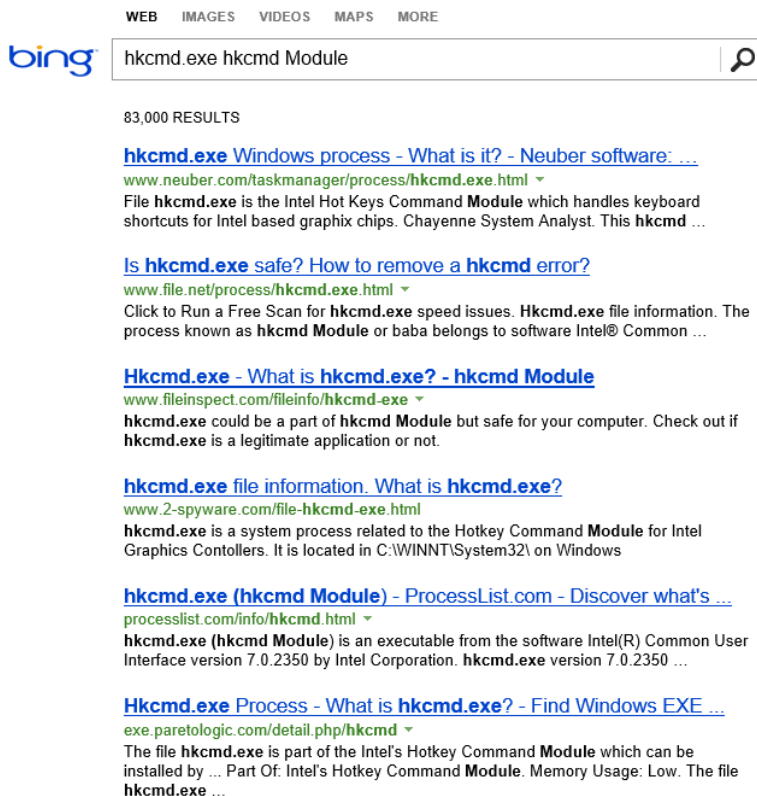 WEB IMAGES VIDEOS MAPS MORE
bing
hkcmd.exe hkcmd Module
83,000 RESULTS
hkcmd.exe Windows process - What is it? - Neuber software: ...
www.neuber.com/taskmanager/process/hkcmd.exe.html
File hkcmd.exe is the Intel Hot Keys Command Module which handles keyboard
shortcuts for Intel based graphix chips. Chayenne System Analyst. This hkcmd ...
Is hkcmd.exe safe? How to remove a hkcmd error?
www.file.net/process/hkcmd.exe.html
Click to Run a Free Scan for hkcmd.exe speed issues. Hkcmd.exe file information. The
process known as hkcmd Module or baba belongs to software Intel® Common ...
Hkcmd.exe - What is hkcmd.exe? - hkcmd Module
www.fileinspect.com/fileinfo/hkcmd-exe
hkcmd.exe could be a part of hkcmd Module but safe for your computer. Check out if
hkcmd.exe is a legitimate application or not.
hkcmd.exe file information. What is hkcmd.exe?
www.2-spyware.com/file-hkcmd-exe.html
hkcmd.exe is a system process related to the Hotkey Command Module for Intel
Graphics Contollers. It is located in C:\WINNT\System32\ on Windows
hkcmd.exe (hkcmd Module) - ProcessList.com - Discover what's ...
processlist.com/info/hkcmd.html
hkcmd.exe (hkcmd Module) is an executable from the software Intel(R) Common User
Interface version 7.0.2350 by Intel Corporation. hkcmd.exe version 7.0.2350 ...
Hkcmd.exe Process - What is hkcmd.exe? - Find Windows EXE ...
exe.paretologic.com/detail.php/hkcmd
The file hkcmd.exe is part of the Intel's Hotkey Command Module which can be
installed by ... Part Of: Intel's Hotkey Command Module. Memory Usage: Low. The file
hkcmd.exe ...